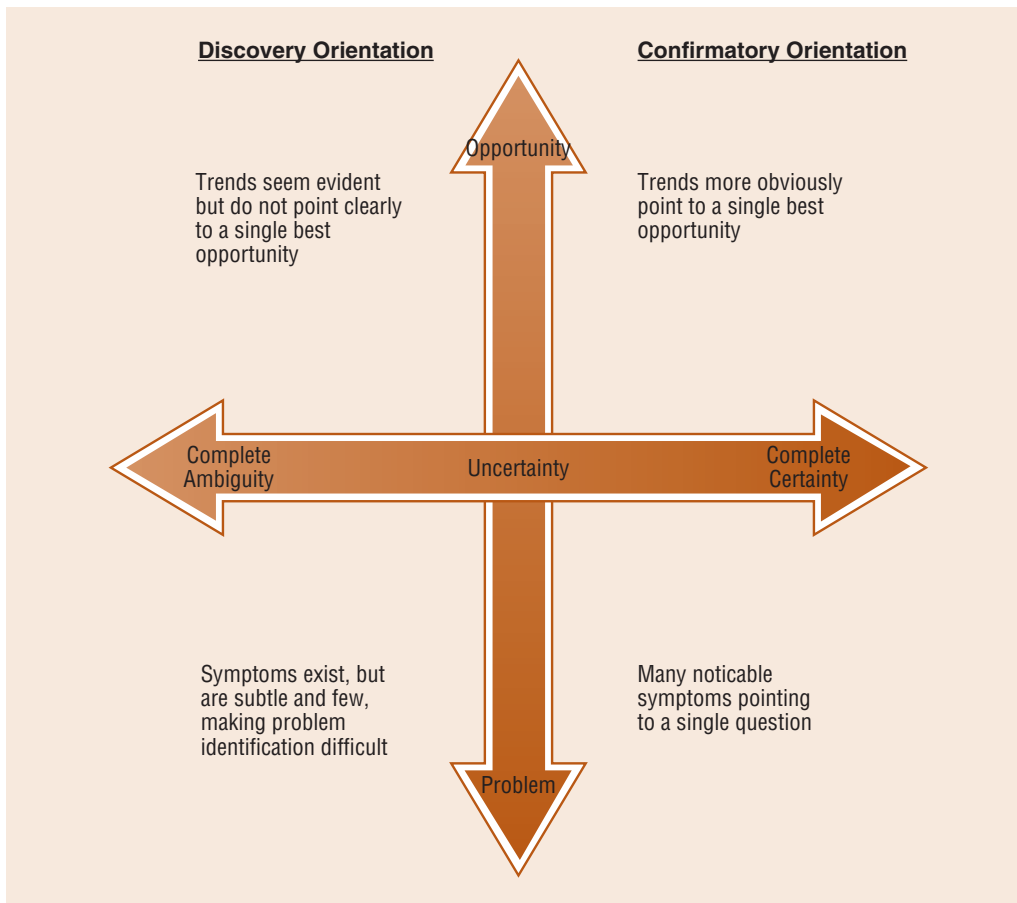 Discovery Orientation
Confirmatory Orientation
Opportunity
Trends seem evident
but do not point clearly
to a single best
opportunity
Trends more obviously
point to a single best
opportunity
Complete
Ambiguity
Uncertainty
Complete
Certainty
Symptoms exist, but
are subtle and few,
making problem
identification difficult
Many noticable
symptoms pointing
to a single question
Problem